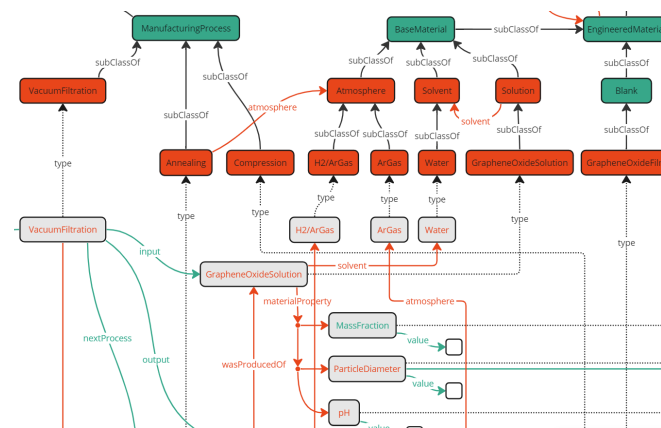 ManufacturingProcess
BaseMaterial
subClassOf
EngineeredMateria
subClassOf
subClassOf
subClassOf
subClassOf
subClassOf
subClassOf
VacuumFiltration
Atmosphere
Solvent
Solution
Blank
atmosphere
subClassOf
solvent
subClassOf
subClassOf
subClassOf
subClassOf
subClassOf
Annealing
Compression
H2/ArGas
ArGas
Water
GrapheneOxideSolution
GrapheneOxideFil
type
type
type
type
type
type
type
type
VacuumFiltration
H2/ArGas
ArGas
Water
input
solvent
GrapheneOxideSolution
materialProperty
atmosphere
MassFraction
nextProcess
value
output
wasProducedOf
ParticleDiameter
value
pH
value